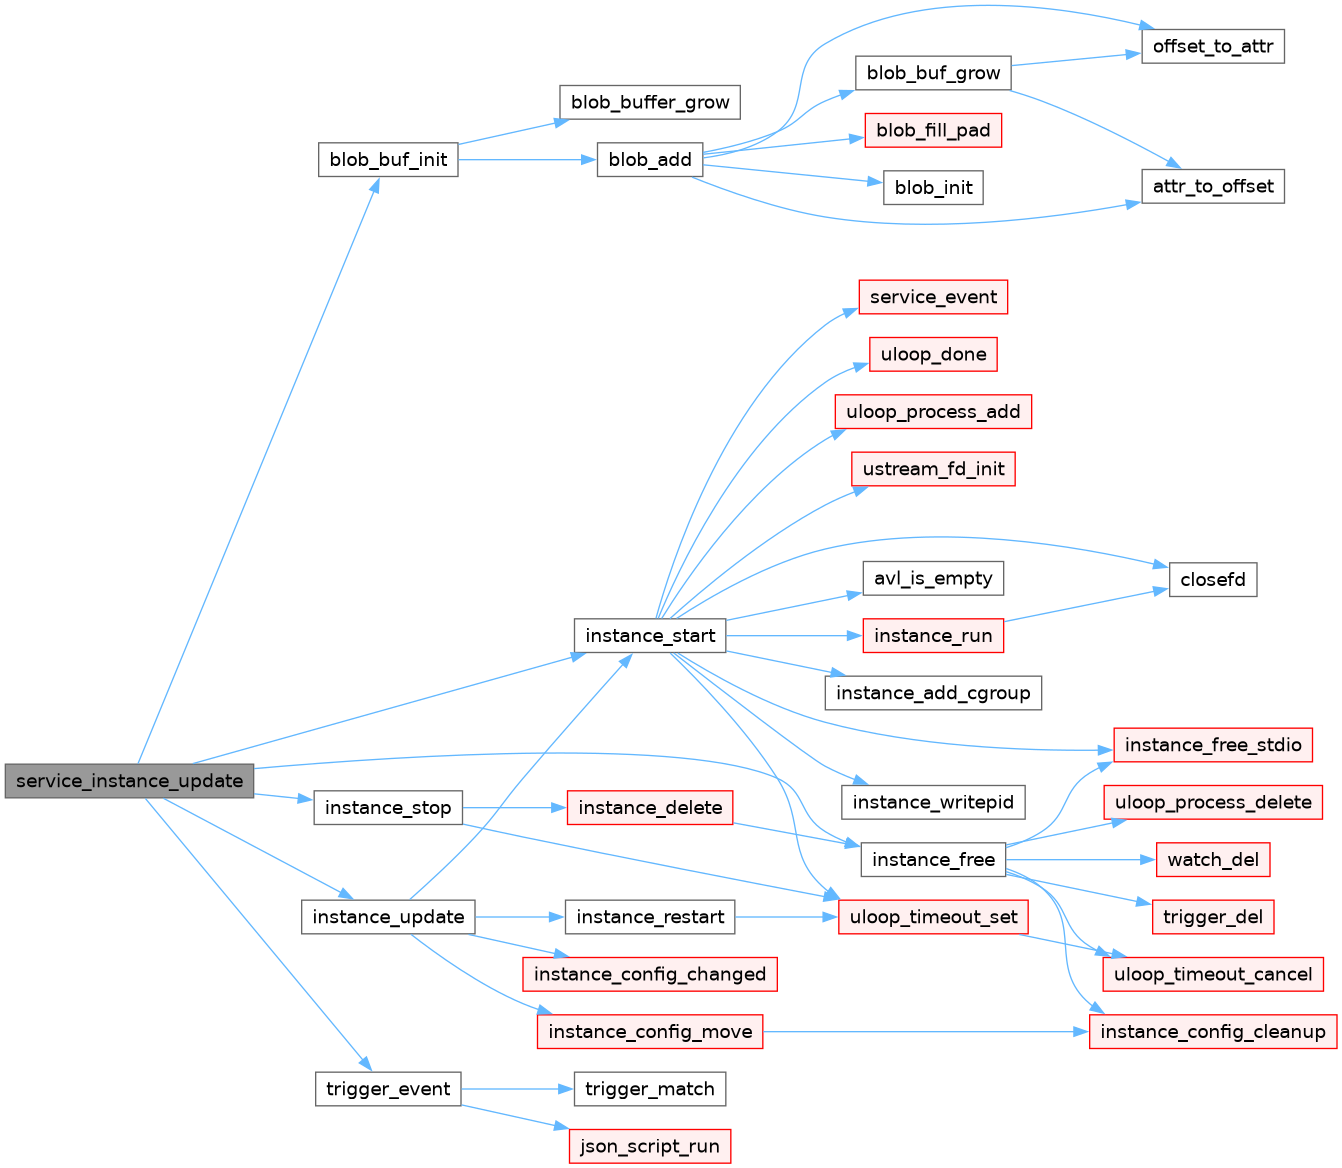 offset_to_attr
blob_buf_grow
blob_buffer_grow
blob_fill_pad
blob_buf_init
blob_add
blob_init
attr_to_offset
service_event
uloop_done
uloop_process_add
ustream_fd_init
avl_is_empty
closefd
instance_start
instance_run
instance_add_cgroup
instance_free_stdio
service_instance_update
instance_stop
instance_delete
instance_writepid
uloop_process_delete
instance_free
watch_del
instance_update
instance_restart
uloop_timeout_set
trigger_del
instance_config_changed
uloop_timeout_cancel
instance_config_move
instance_config_cleanup
trigger_event
trigger_match
json_script_run